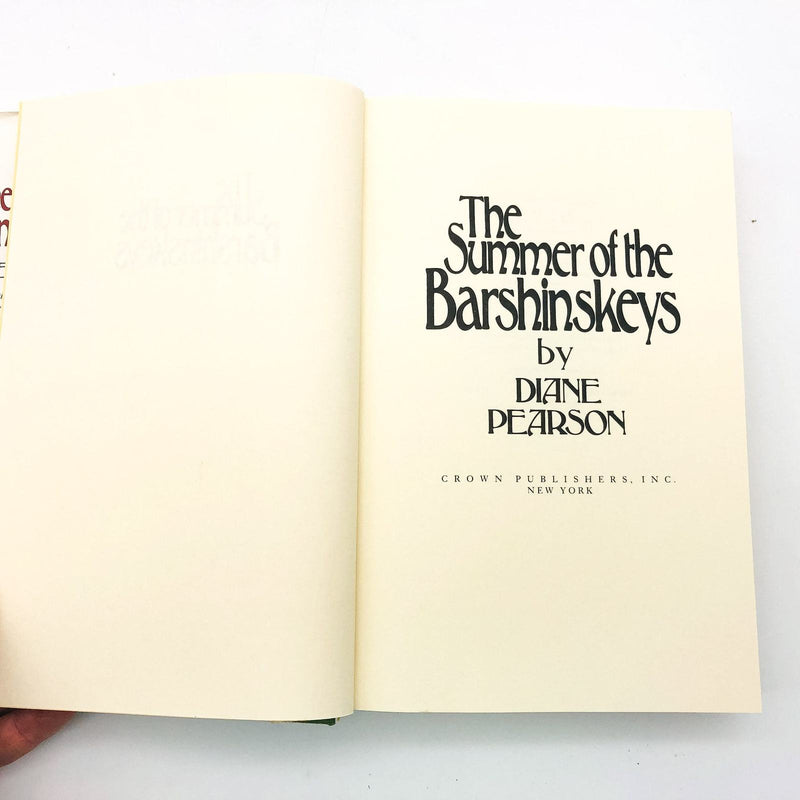 The
Summer of the
Barshinskeys
by
DIANE
PEARSON
CROWN PUBLISHERS, INC.
NEW YORK